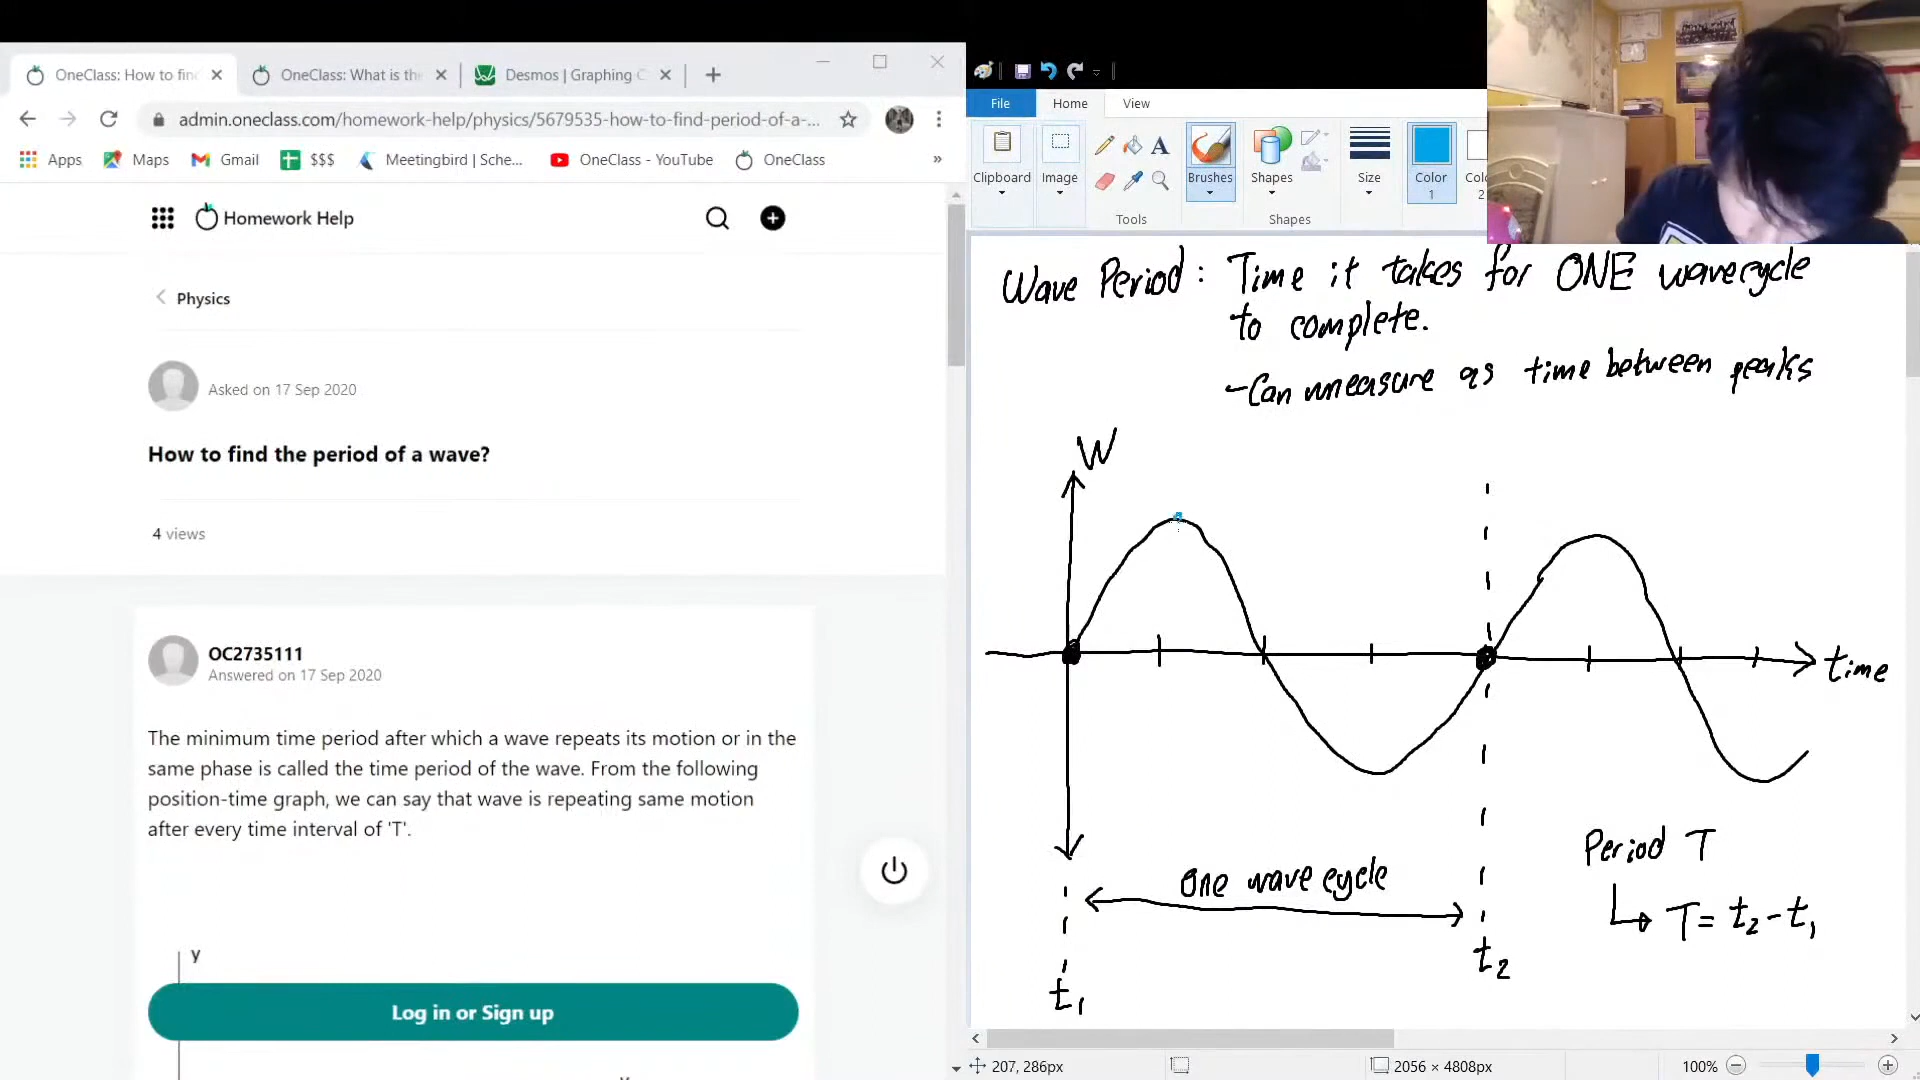 OneClass: How to fin
OneClass: What is the
Desmos | Graphing C
admin.oneclass.com/homework-help/physics/5679535-how-to-find-period-of-a-...
Apps
Maps
Gmail
$$$
Meetingbird | Sche...
OneClass - YouTube
OneClass
»
Homework Help
Physics
Asked on 17 Sep 2020
How to find the period of a wave?
4 views
OC2735111
Answered on 17 Sep 2020
The minimum time period after which a wave repeats its motion or in the
same phase is called the time period of the wave. From the following
position-time graph, we can say that wave is repeating same motion
after every time interval of 'T'.
y
Log in or Sign up
File
Home
View
Clipboard
Image
Tools
Brushes
Shapes
Shapes
Size
Color
1
Colo
2
Wave Period: Time it takes for ONE wavecycle
to complete.
- Can measure as time between peaks
W
time
one wave cycle
t₁
t₂
Period T
T = t₂ - t₁
207, 286px
2056 × 4808px
100%